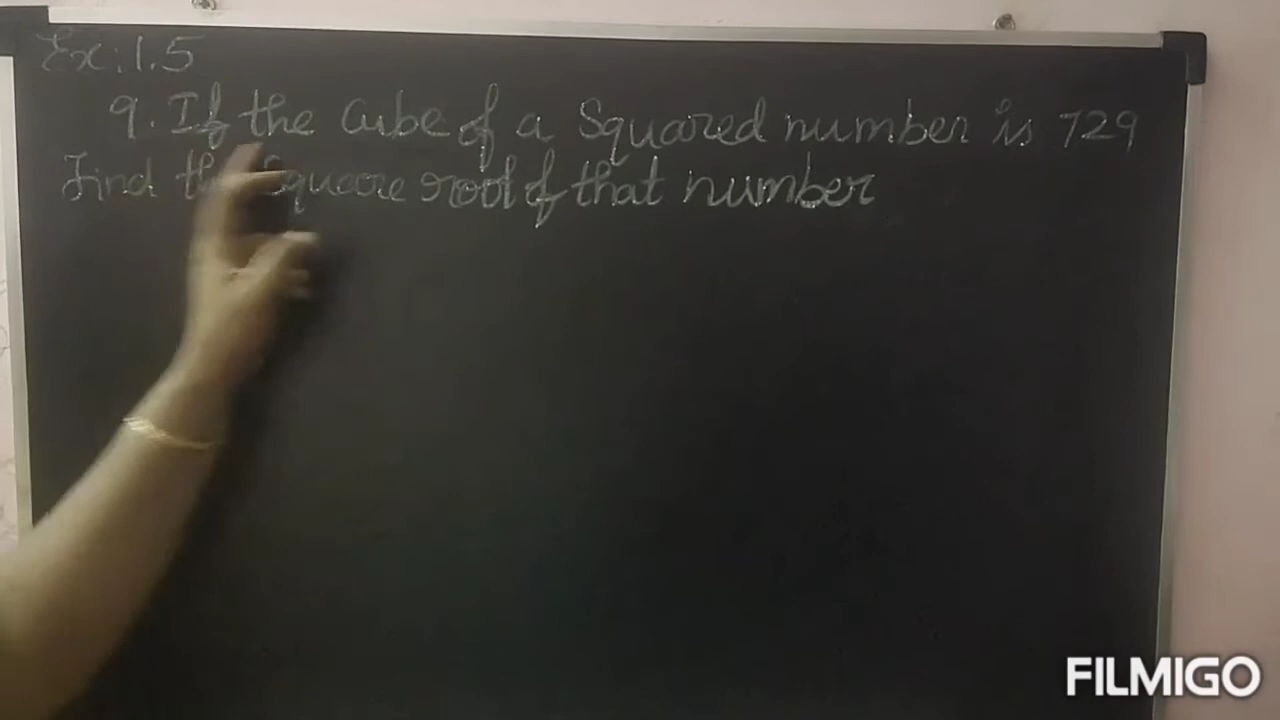 Ex:1.5
9. If the Cube of a Squared number is 729
Find the Square root of that number
FILMIGO